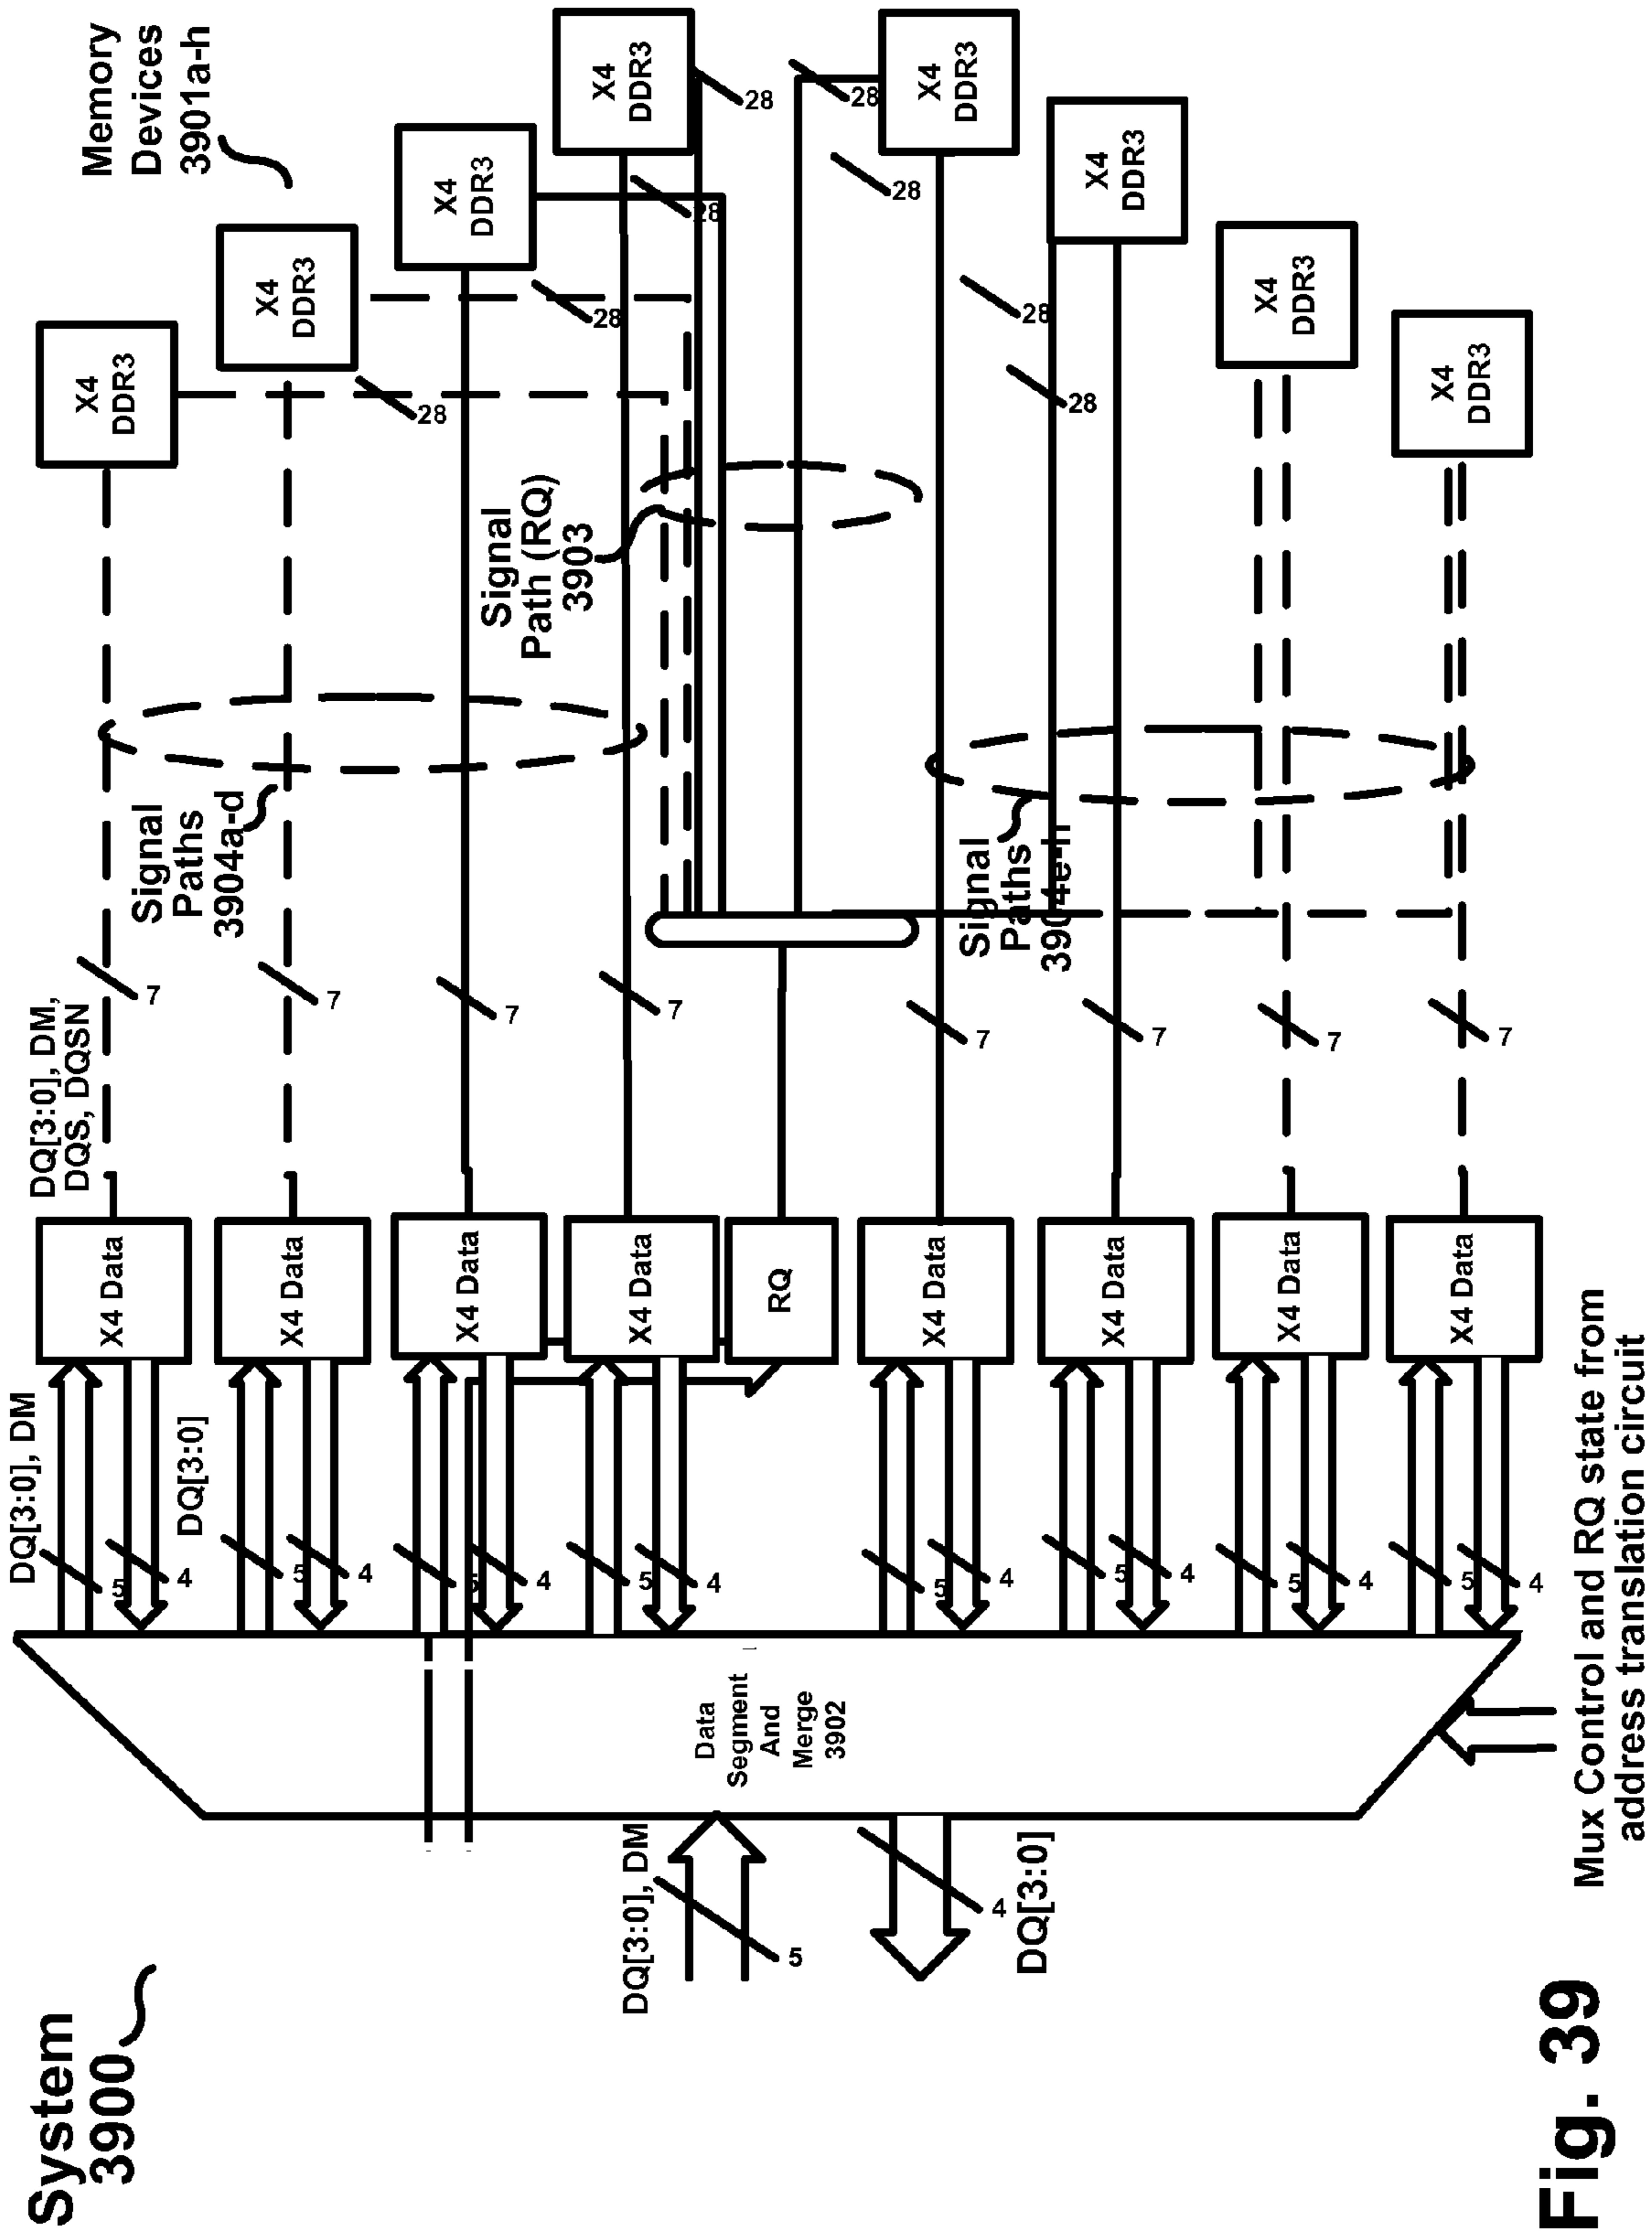 System
3900
Memory
Devices
3901a-h
X4
DDR3
X4
DDR3
X4
DDR3
X4
DDR3
X4
DDR3
X4
DDR3
X4
DDR3
X4
DDR3
28
28
28
28
28
28
28
28
Signal
Path (RQ)
3903
Signal
Paths
3904a-d
Signal
Paths
3904e-h
DQ[3:0], DM,
DQS, DQSN
7
7
7
7
7
7
7
7
X4 Data
X4 Data
X4 Data
X4 Data
RQ
X4 Data
X4 Data
X4 Data
X4 Data
DQ[3:0], DM
DQ[3:0]
5
4
5
4
5
4
5
4
5
4
5
4
5
4
5
4
Data
Segment
And
Merge
3902
DQ[3:0], DM
5
4
DQ[3:0]
Mux Control and RQ state from
address translation circuit
Fig. 39